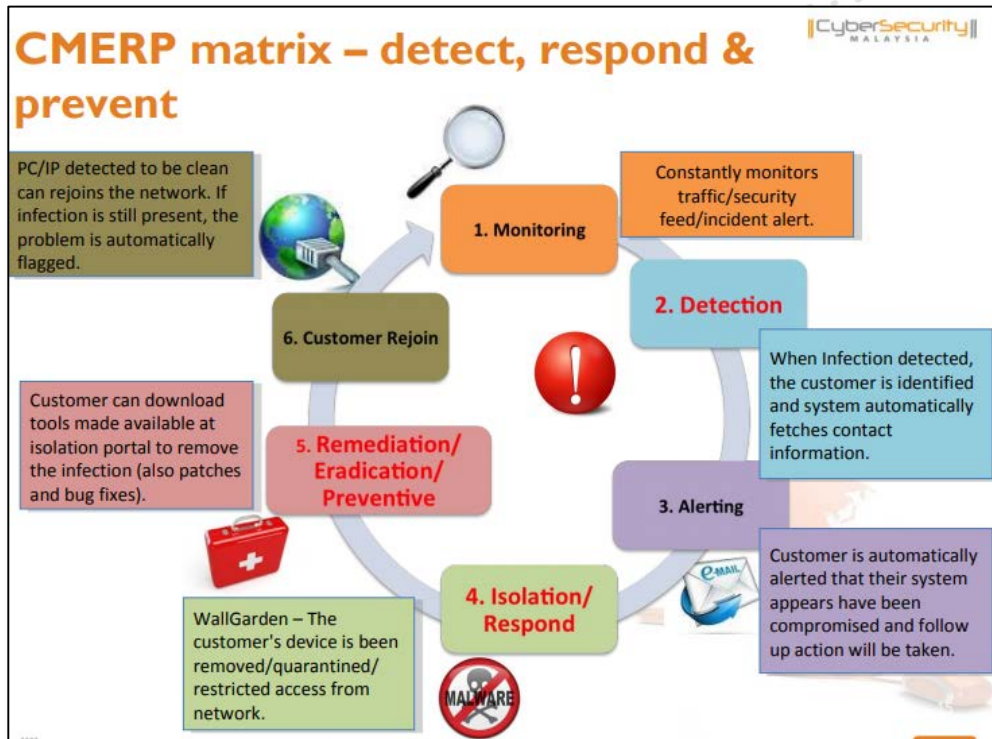 CyberSecurity
MALAYSIA
CMERP matrix – detect, respond &
prevent
PC/IP detected to be clean
can rejoins the network. If
infection is still present, the
problem is automatically
flagged.
1. Monitoring
Constantly monitors
traffic/security
feed/incident alert.
2. Detection
When Infection detected,
the customer is identified
and system automatically
fetches contact
information.
3. Alerting
Customer is automatically
alerted that their system
appears have been
compromised and follow
up action will be taken.
e-MAIL
4. Isolation/
Respond
WallGarden – The
customer's device is been
removed/quarantined/
restricted access from
network.
MALWARE
5. Remediation/
Eradication/
Preventive
Customer can download
tools made available at
isolation portal to remove
the infection (also patches
and bug fixes).
6. Customer Rejoin